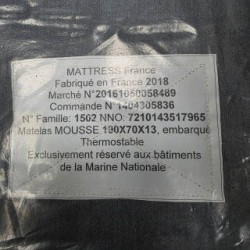 MATTRESS France
Fabriqué en France 2018
Marché N°20161050058489
Commande N° 1404305836
N° Famille: 1502 NNO: 7210143517965
Matelas MOUSSE 190X70X13, embarqué
Thermostable
Exclusivement réservé aux bâtiments
de la Marine Nationale